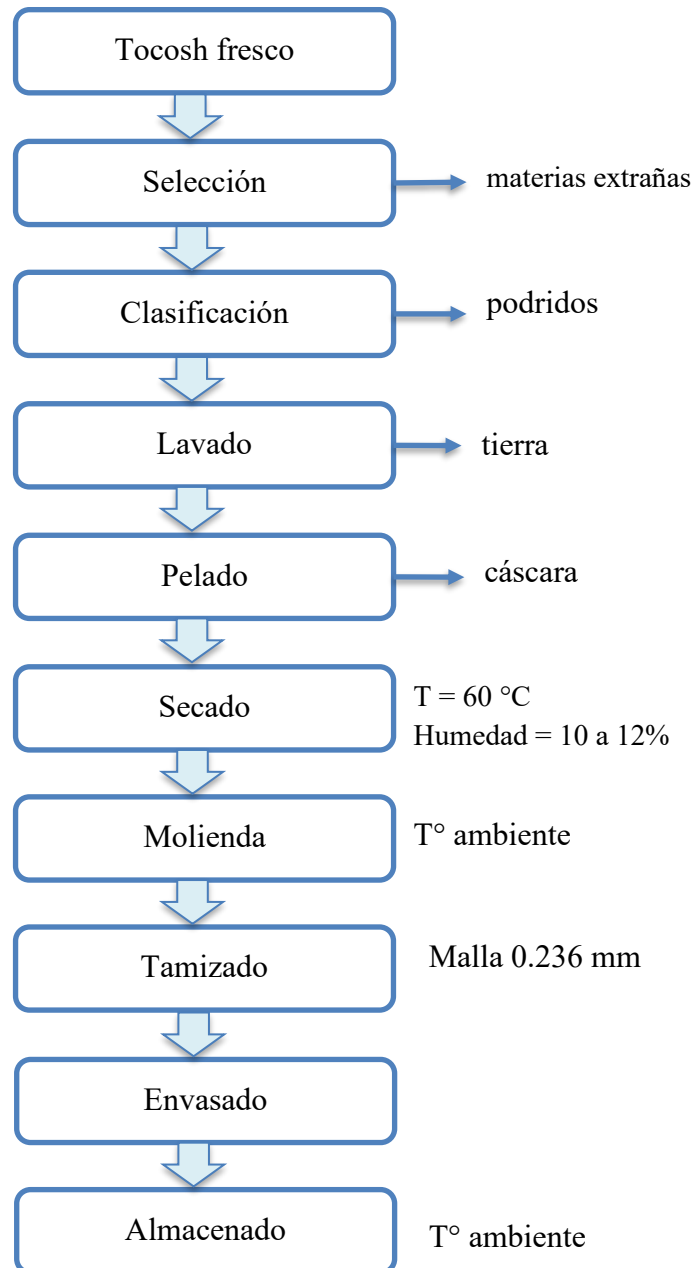 Tocosh fresco
Selección
materias extrañas
Clasificación
podridos
Lavado
tierra
Pelado
cáscara
Secado
T = 60 °C
Humedad = 10 a 12%
Molienda
T° ambiente
Tamizado
Malla 0.236 mm
Envasado
Almacenado
T° ambiente